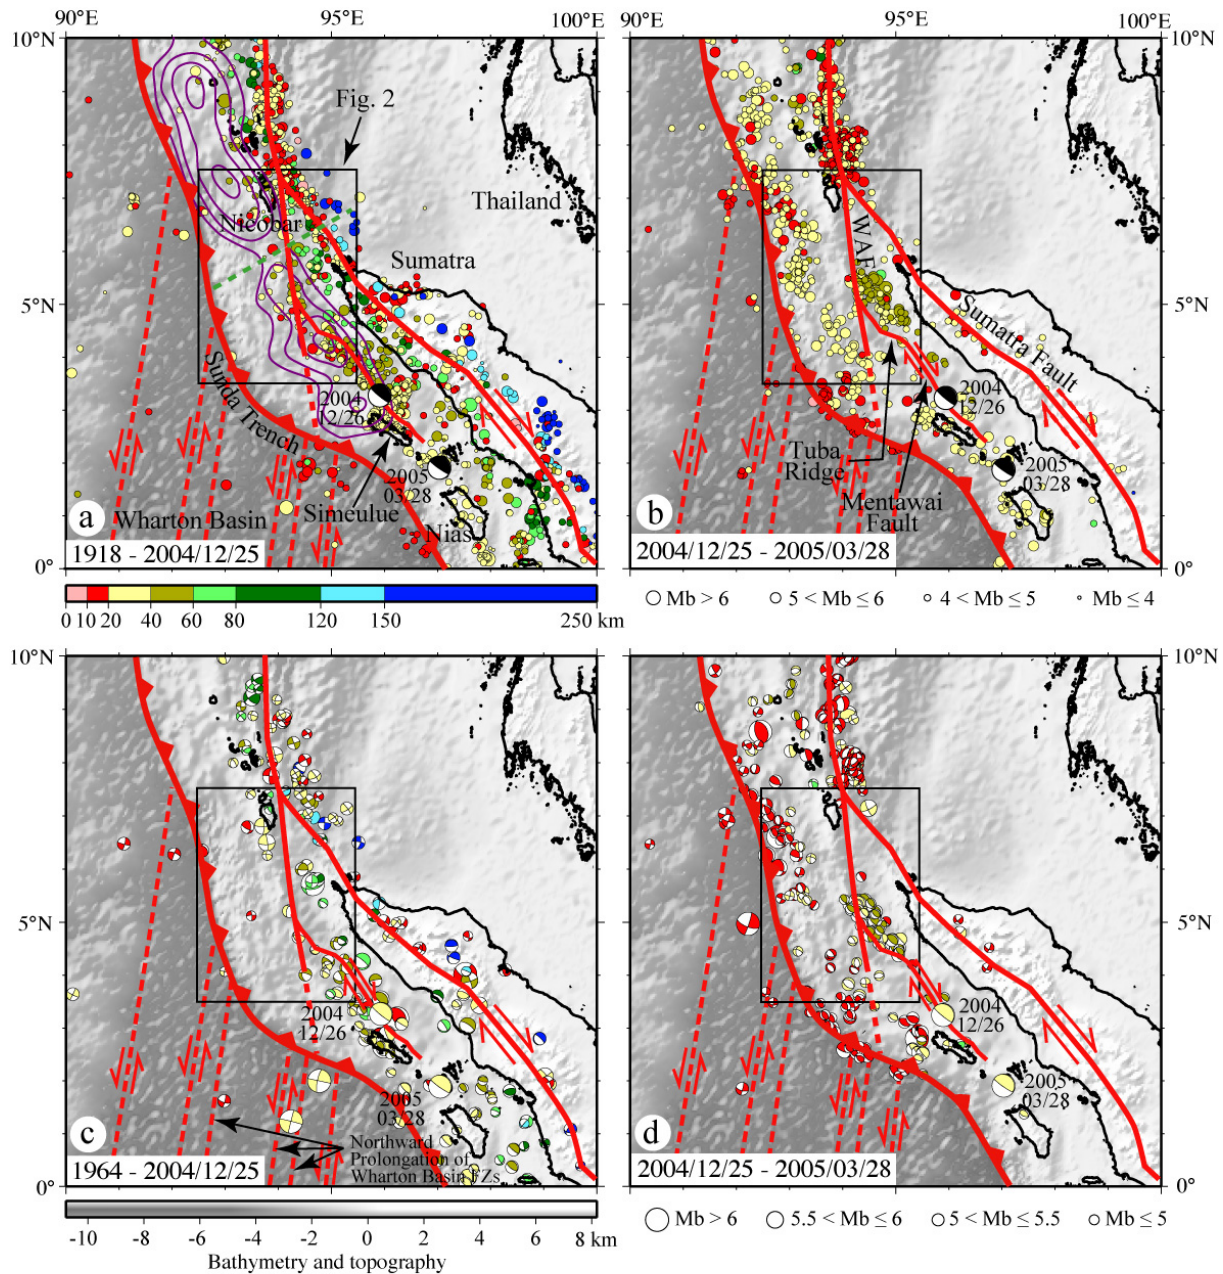 90°E 95°E 100°E 90°E 95°E 100°E
10°N
10°N
Fig. 2
Thailand
Nicobar
Sumatra
WAF
5°N
5°N
Sumatra Fault
Sunda Trench
2004
12/26
2004
12/26
Tuba
Ridge
2005
03/28
2005
03/28
a
Simeulue
b
Mentawai
Fault
Wharton Basin
Nias
1918 - 2004/12/25
2004/12/25 - 2005/03/28
0°
0°
0 10 20 40 60 80 120 150 250 km
Mb > 6 5 < Mb ≤ 6 4 < Mb ≤ 5 Mb ≤ 4
10°N
10°N
5°N
5°N
2004
12/26
2004
12/26
2005
03/28
2005
03/28
c
d
Northward
Prolongation of
Wharton Basin FZs
1964 - 2004/12/25
2004/12/25 - 2005/03/28
0°
0°
-10 -8 -6 -4 -2 0 2 4 6 8 km
Bathymetry and topography
Mb > 6 5.5 < Mb ≤ 6 5 < Mb ≤ 5.5 Mb ≤ 5